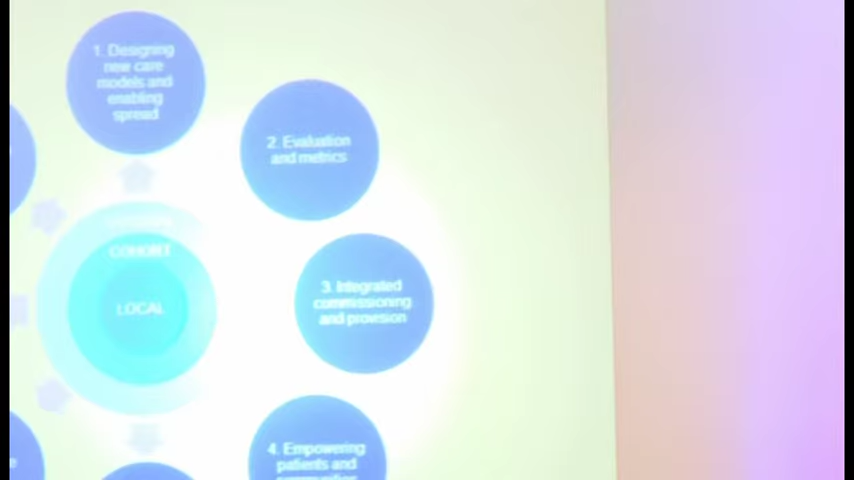 1. Designing
new care
models and
enabling
spread
2. Evaluation
and metrics
COHORT
LOCAL
3. Integrated
commissioning
and provision
4. Empowering
patients and